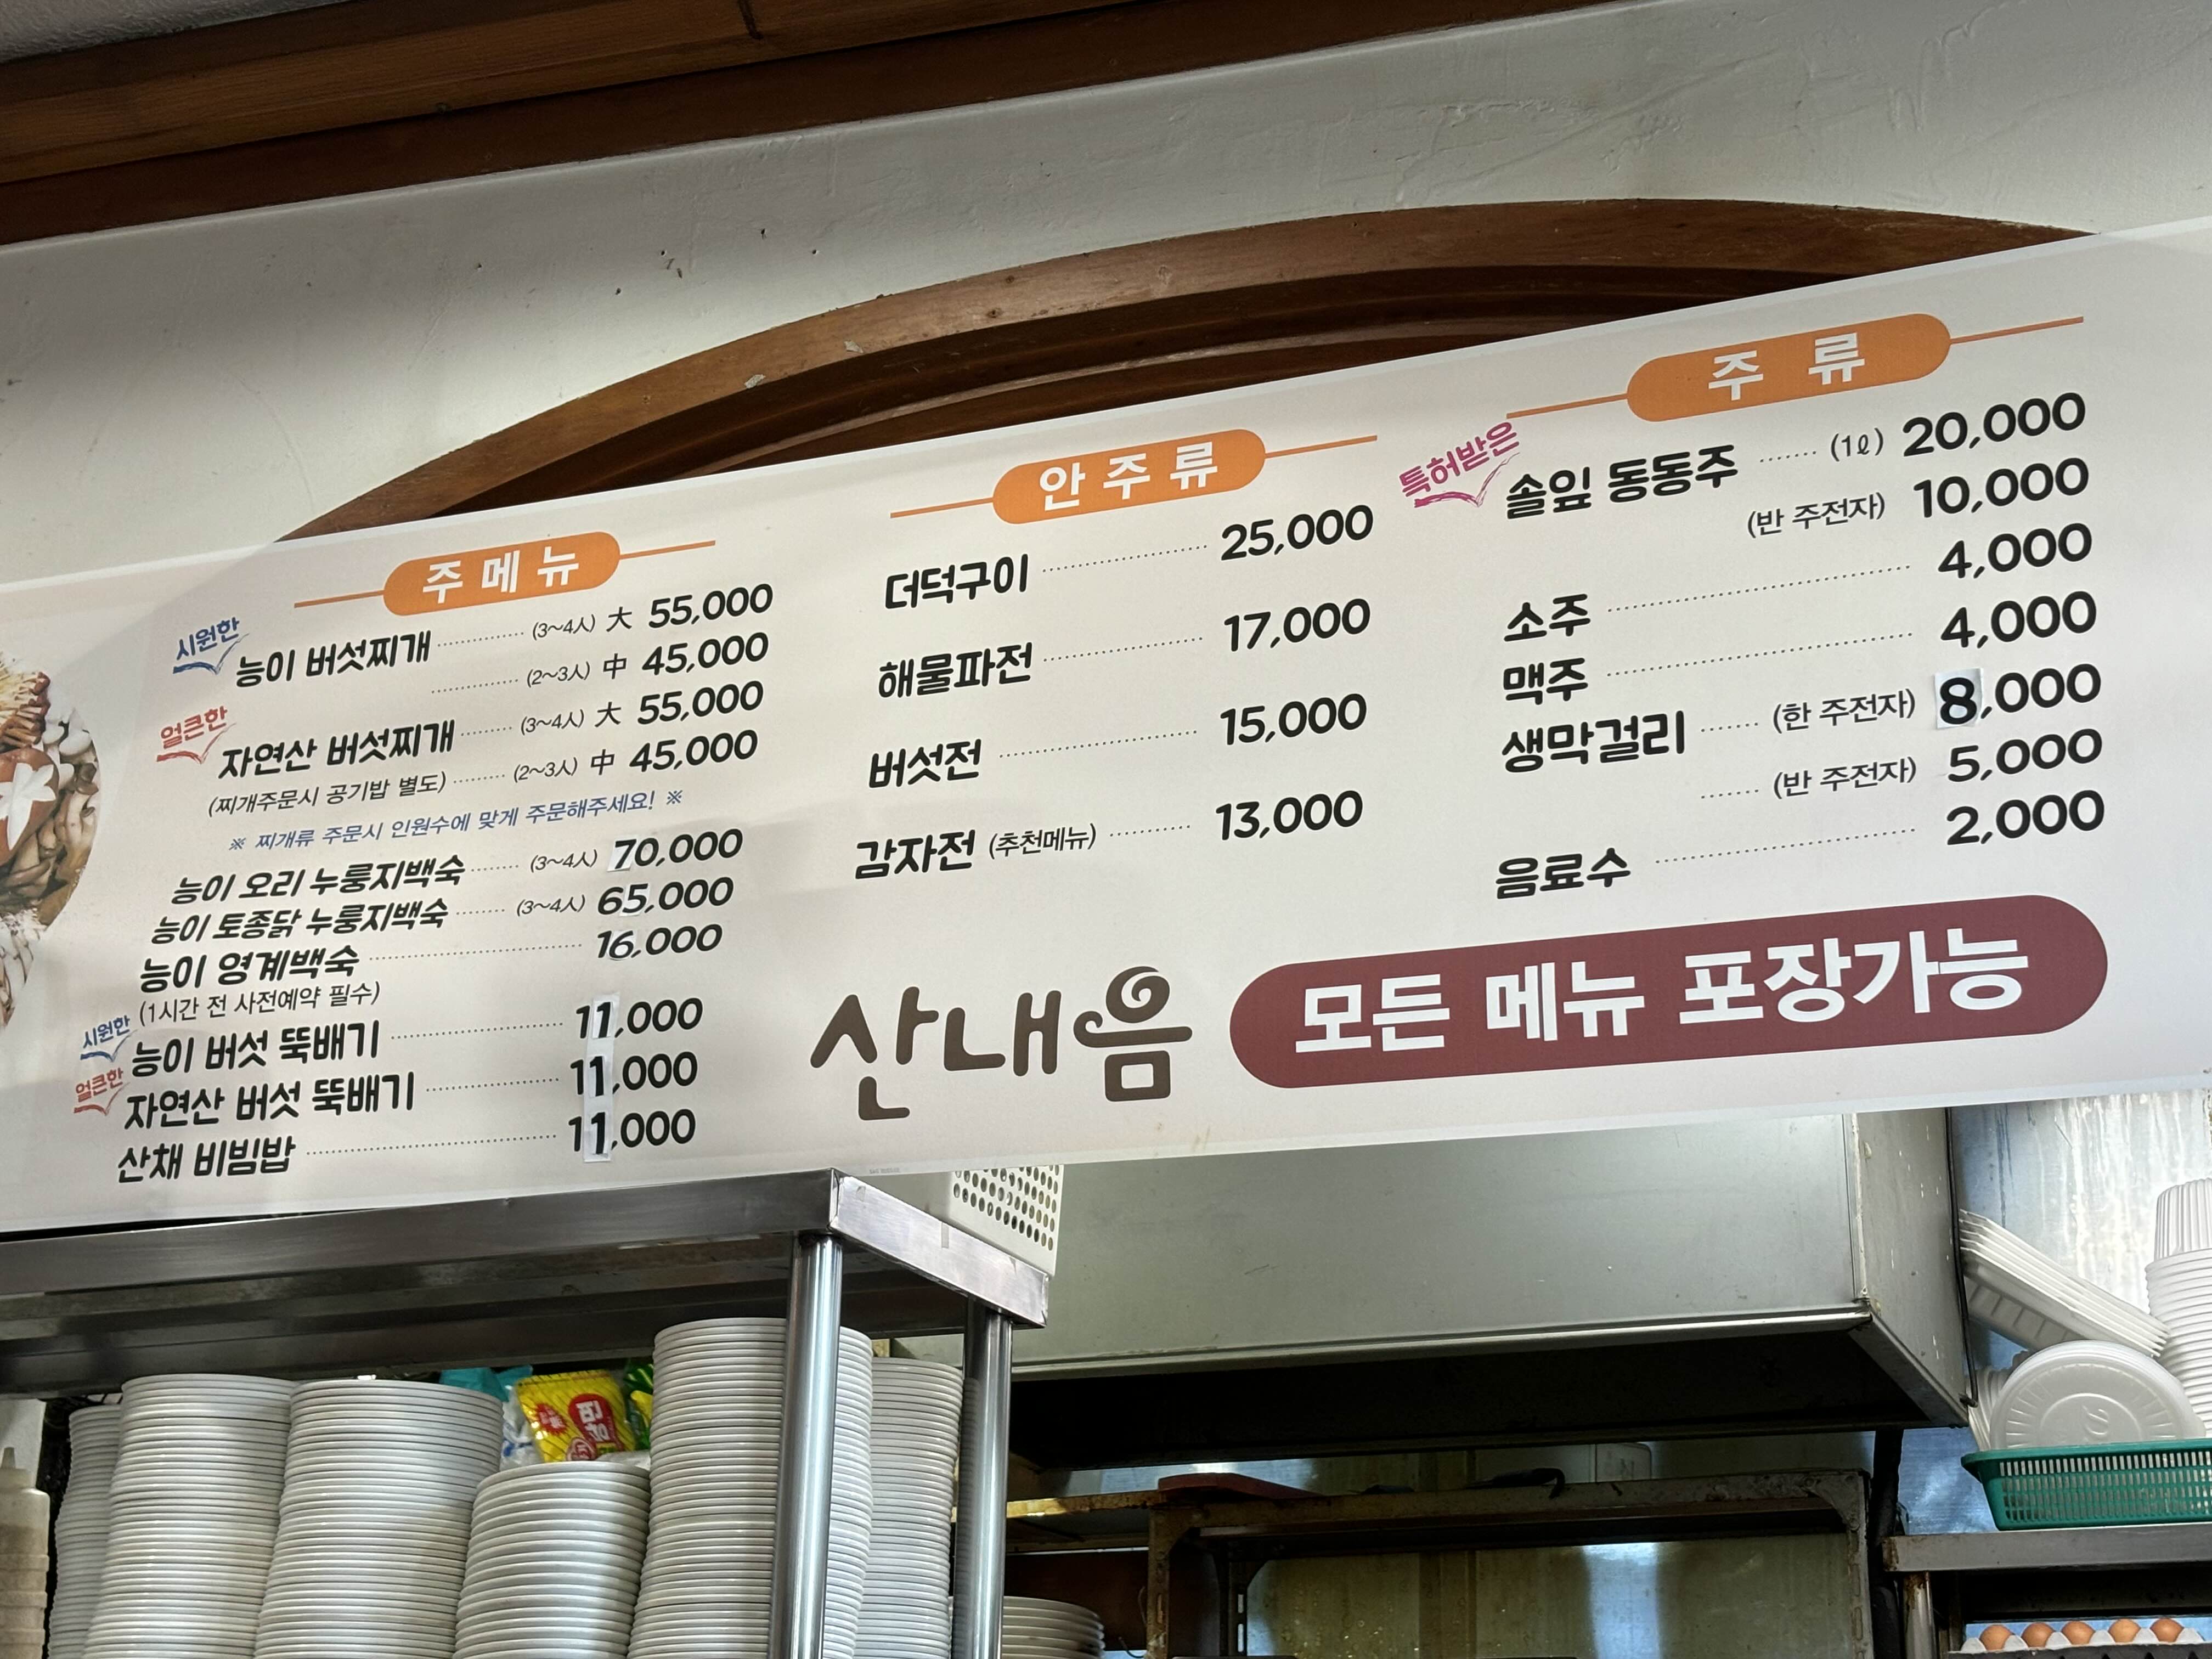 주메뉴
시원한
능이 버섯찌개 ............ (3~4人) 大 55,000
............ (2~3人) 中 45,000
얼큰한
자연산 버섯찌개 ....... (3~4人) 大 55,000
(찌개주문시 공기밥 별도) ....... (2~3人) 中 45,000
※ 찌개류 주문시 인원수에 맞게 주문해주세요! ※
능이 오리 누룽지백숙 ....... (3~4人) 70,000
능이 토종닭 누룽지백숙 ....... (3~4人) 65,000
능이 영계백숙 ............ 16,000
(1시간 전 사전예약 필수)
시원한
능이 버섯 뚝배기 ............ 11,000
얼큰한
자연산 버섯 뚝배기 ............ 11,000
산채 비빔밥 ............ 11,000
안주류
더덕구이 ............ 25,000
해물파전 ............ 17,000
버섯전 ............ 15,000
감자전 (추천메뉴) ............ 13,000
주류
특허받은
솔잎 동동주 ....... (1ℓ) 20,000
(반 주전자) 10,000
소주 ............ 4,000
맥주 ............ 4,000
생막걸리 ...... (한 주전자) 8,000
...... (반 주전자) 5,000
음료수 ............ 2,000
산내음
모든 메뉴 포장가능